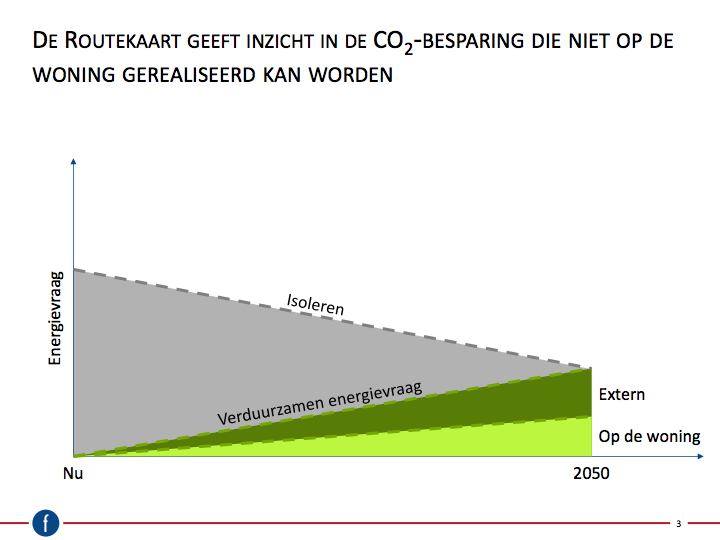 DE ROUTEKAART GEEFT INZICHT IN DE CO2-BESPARING DIE NIET OP DE
WONING GEREALISEERD KAN WORDEN
Energievraag
Isoleren
Verduurzamen energievraag
Extern
Op de woning
Nu
2050
f
3